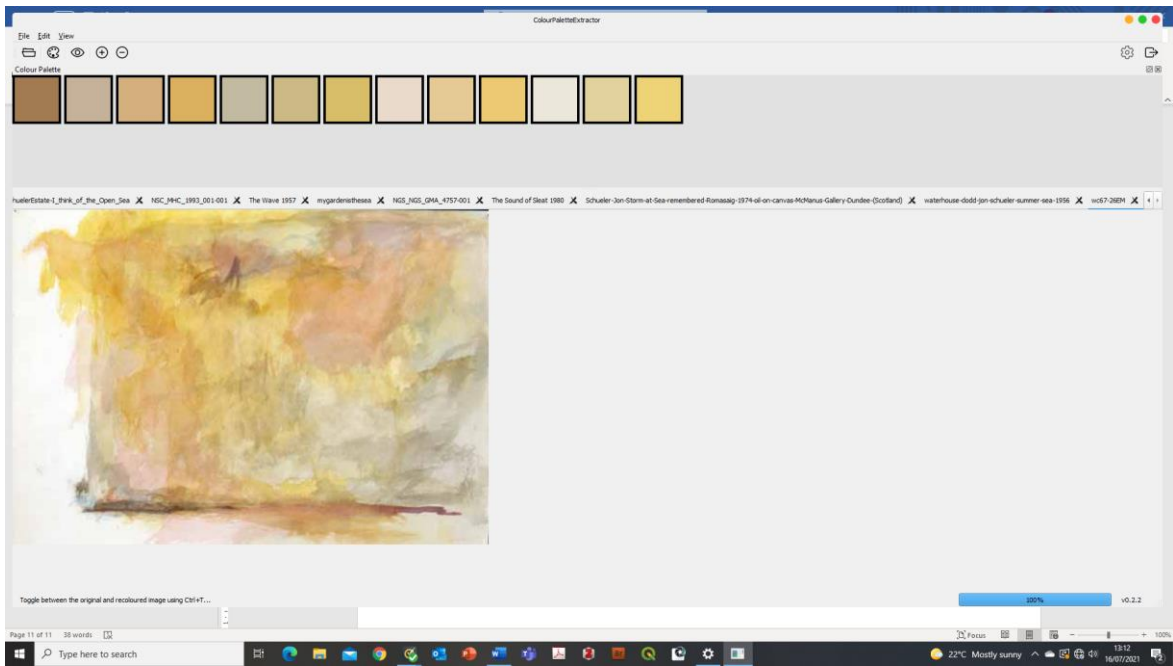 ColourPaletteExtractor
File Edit View
Colour Palette
huelerEstate-I_think_of_the_Open_Sea NSC_MHC_1993_001-001 The Wave 1957 mygardenisthesea NGS_NGS_GMA_4757-001 The Sound of Sleat 1980 Schueler-Jon-Storm-at-Sea-remembered-Romasaig-1974-oil-on-canvas-McManus-Gallery-Dundee-(Scotland) waterhouse-dodd-jon-schueler-summer-sea-1956 wc67-26EM
Toggle between the original and recoloured image using Ctrl+T... 100% v0.2.2
Page 11 of 11 38 words Focus 100%
Type here to search 22°C Mostly sunny 13:12
16/07/2021